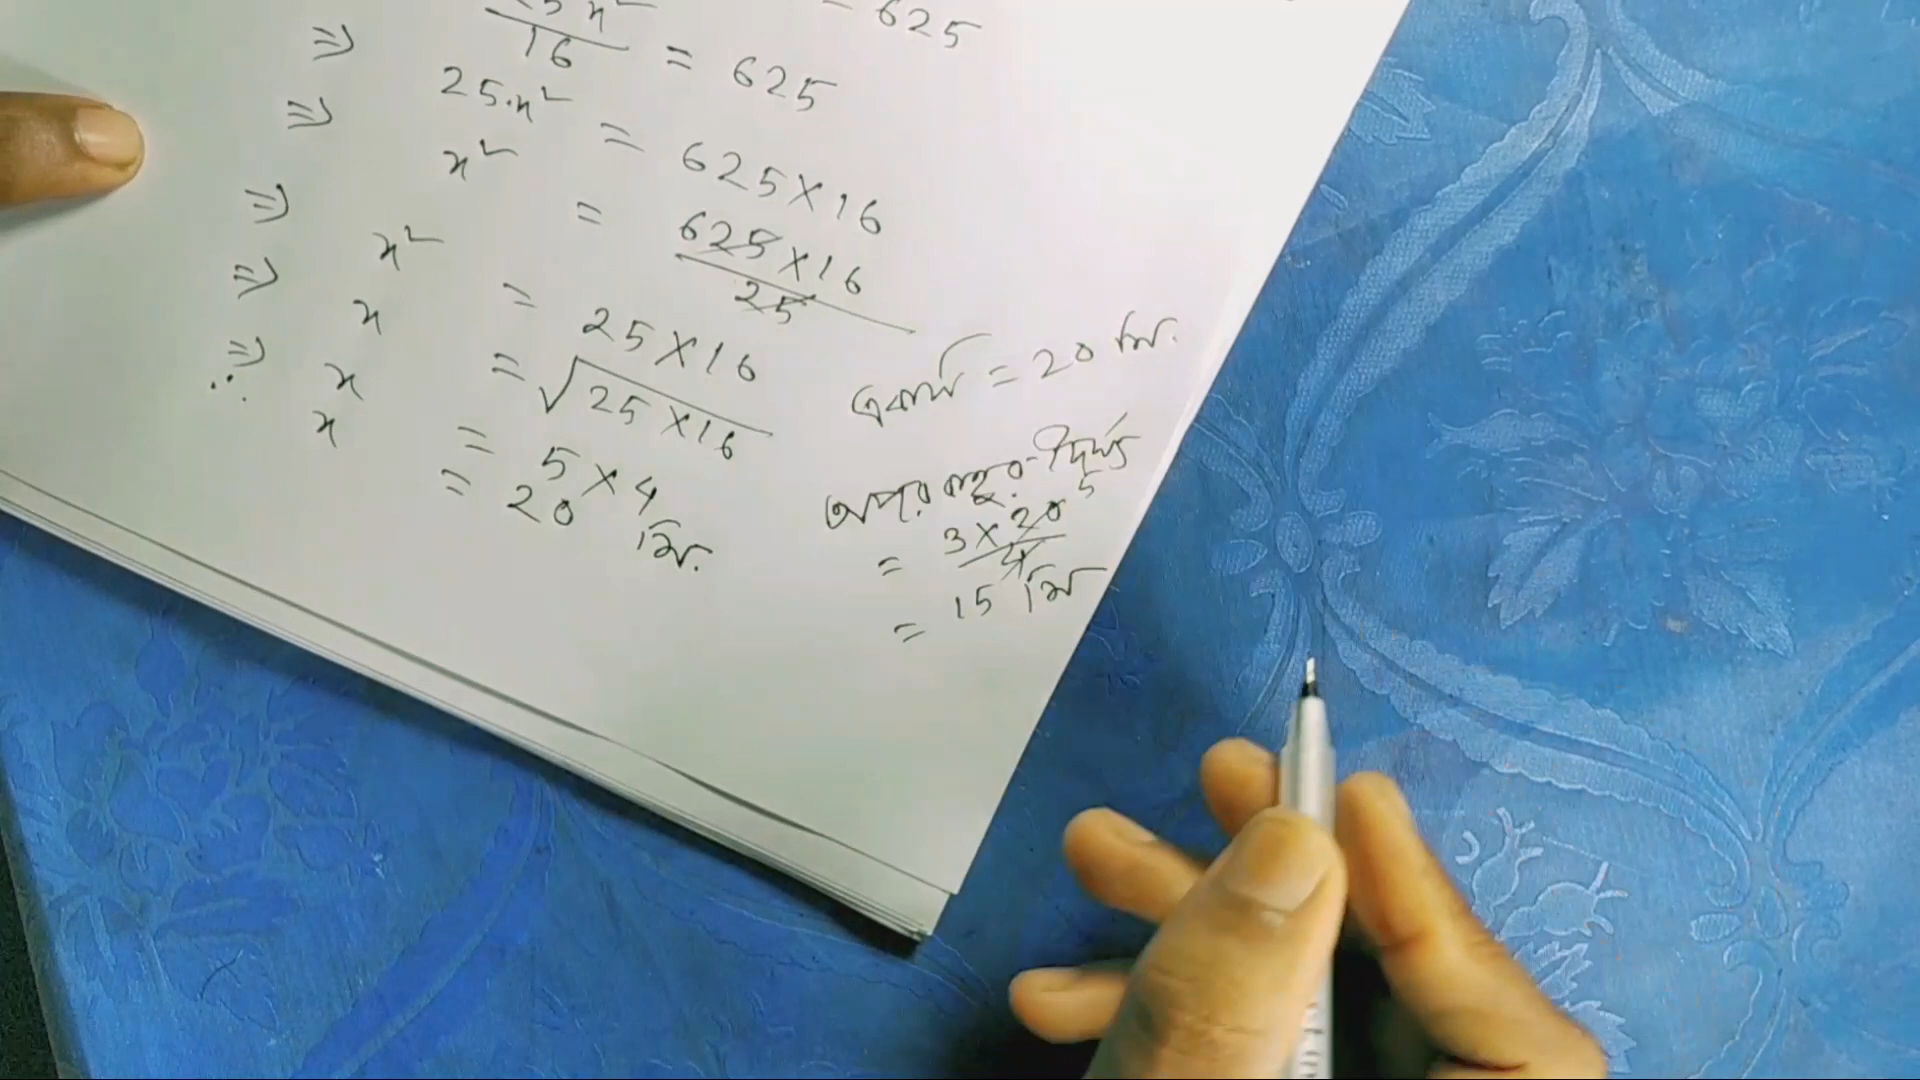 = 625
⇒ 25x²/16 = 625
⇒ 25.x² = 625×16
⇒ x² = 625×16/25
⇒ x² = 25×16
⇒ x = √25×16
∴ x = 5×4
x = 20 মি.
= 20 মি.
অপর বাহুর
= 3×20/4 5
= 15 মি